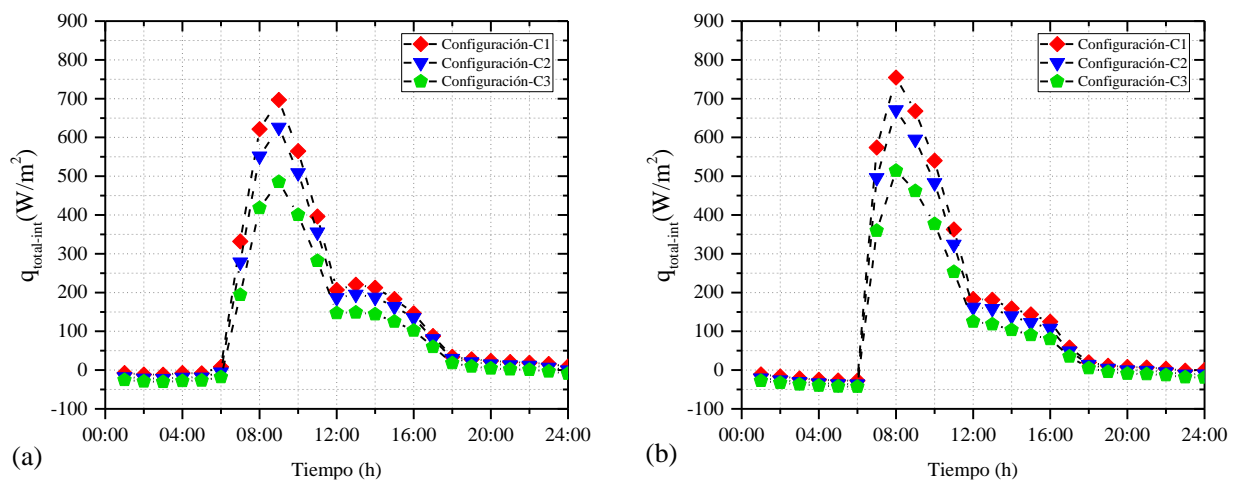 (a)
900
800
700
600
500
400
300
200
100
0
-100
q_total-int(W/m²)
Configuración-C1
Configuración-C2
Configuración-C3
00:00 04:00 08:00 12:00 16:00 20:00 24:00
Tiempo (h)
(b)
900
800
700
600
500
400
300
200
100
0
-100
q_total-int(W/m²)
Configuración-C1
Configuración-C2
Configuración-C3
00:00 04:00 08:00 12:00 16:00 20:00 24:00
Tiempo (h)